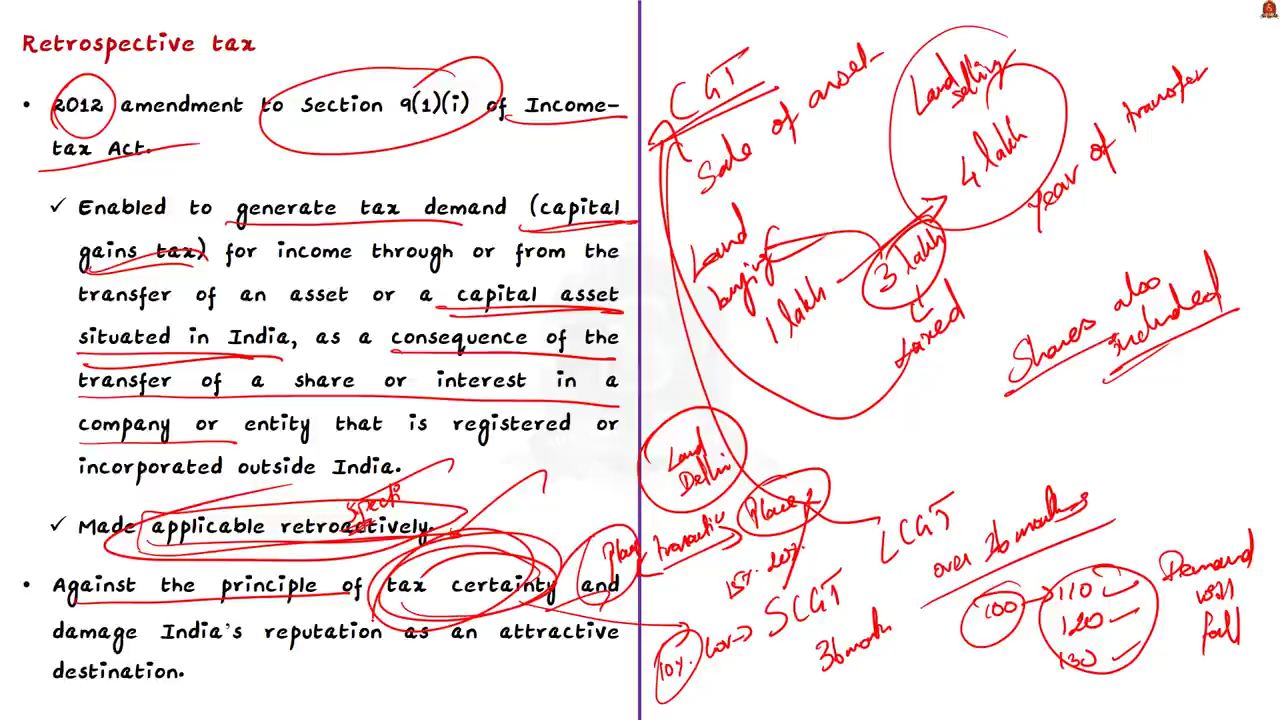 Retrospective tax
• 2012 amendment to Section 9(1)(i) of Income-
tax Act.
✓ Enabled to generate tax demand (capital
gains tax) for income through or from the
transfer of an asset or a capital asset
situated in India, as a consequence of the
transfer of a share or interest in a
company or entity that is registered or
incorporated outside India.
✓ Made applicable retroactively.
• Against the principle of tax certainty and
damage India's reputation as an attractive
destination.
CGT
Sale of asset
Land
selling
4 lakh
Year of transfer
Land
buying
1 lakh
3 lakh
taxed
Shares also
included
Land
Delhi
Place
LCGT
over 36 months
15% 20%
SCGT
36 month
10%
100 110
120
130
Demand
will
fall